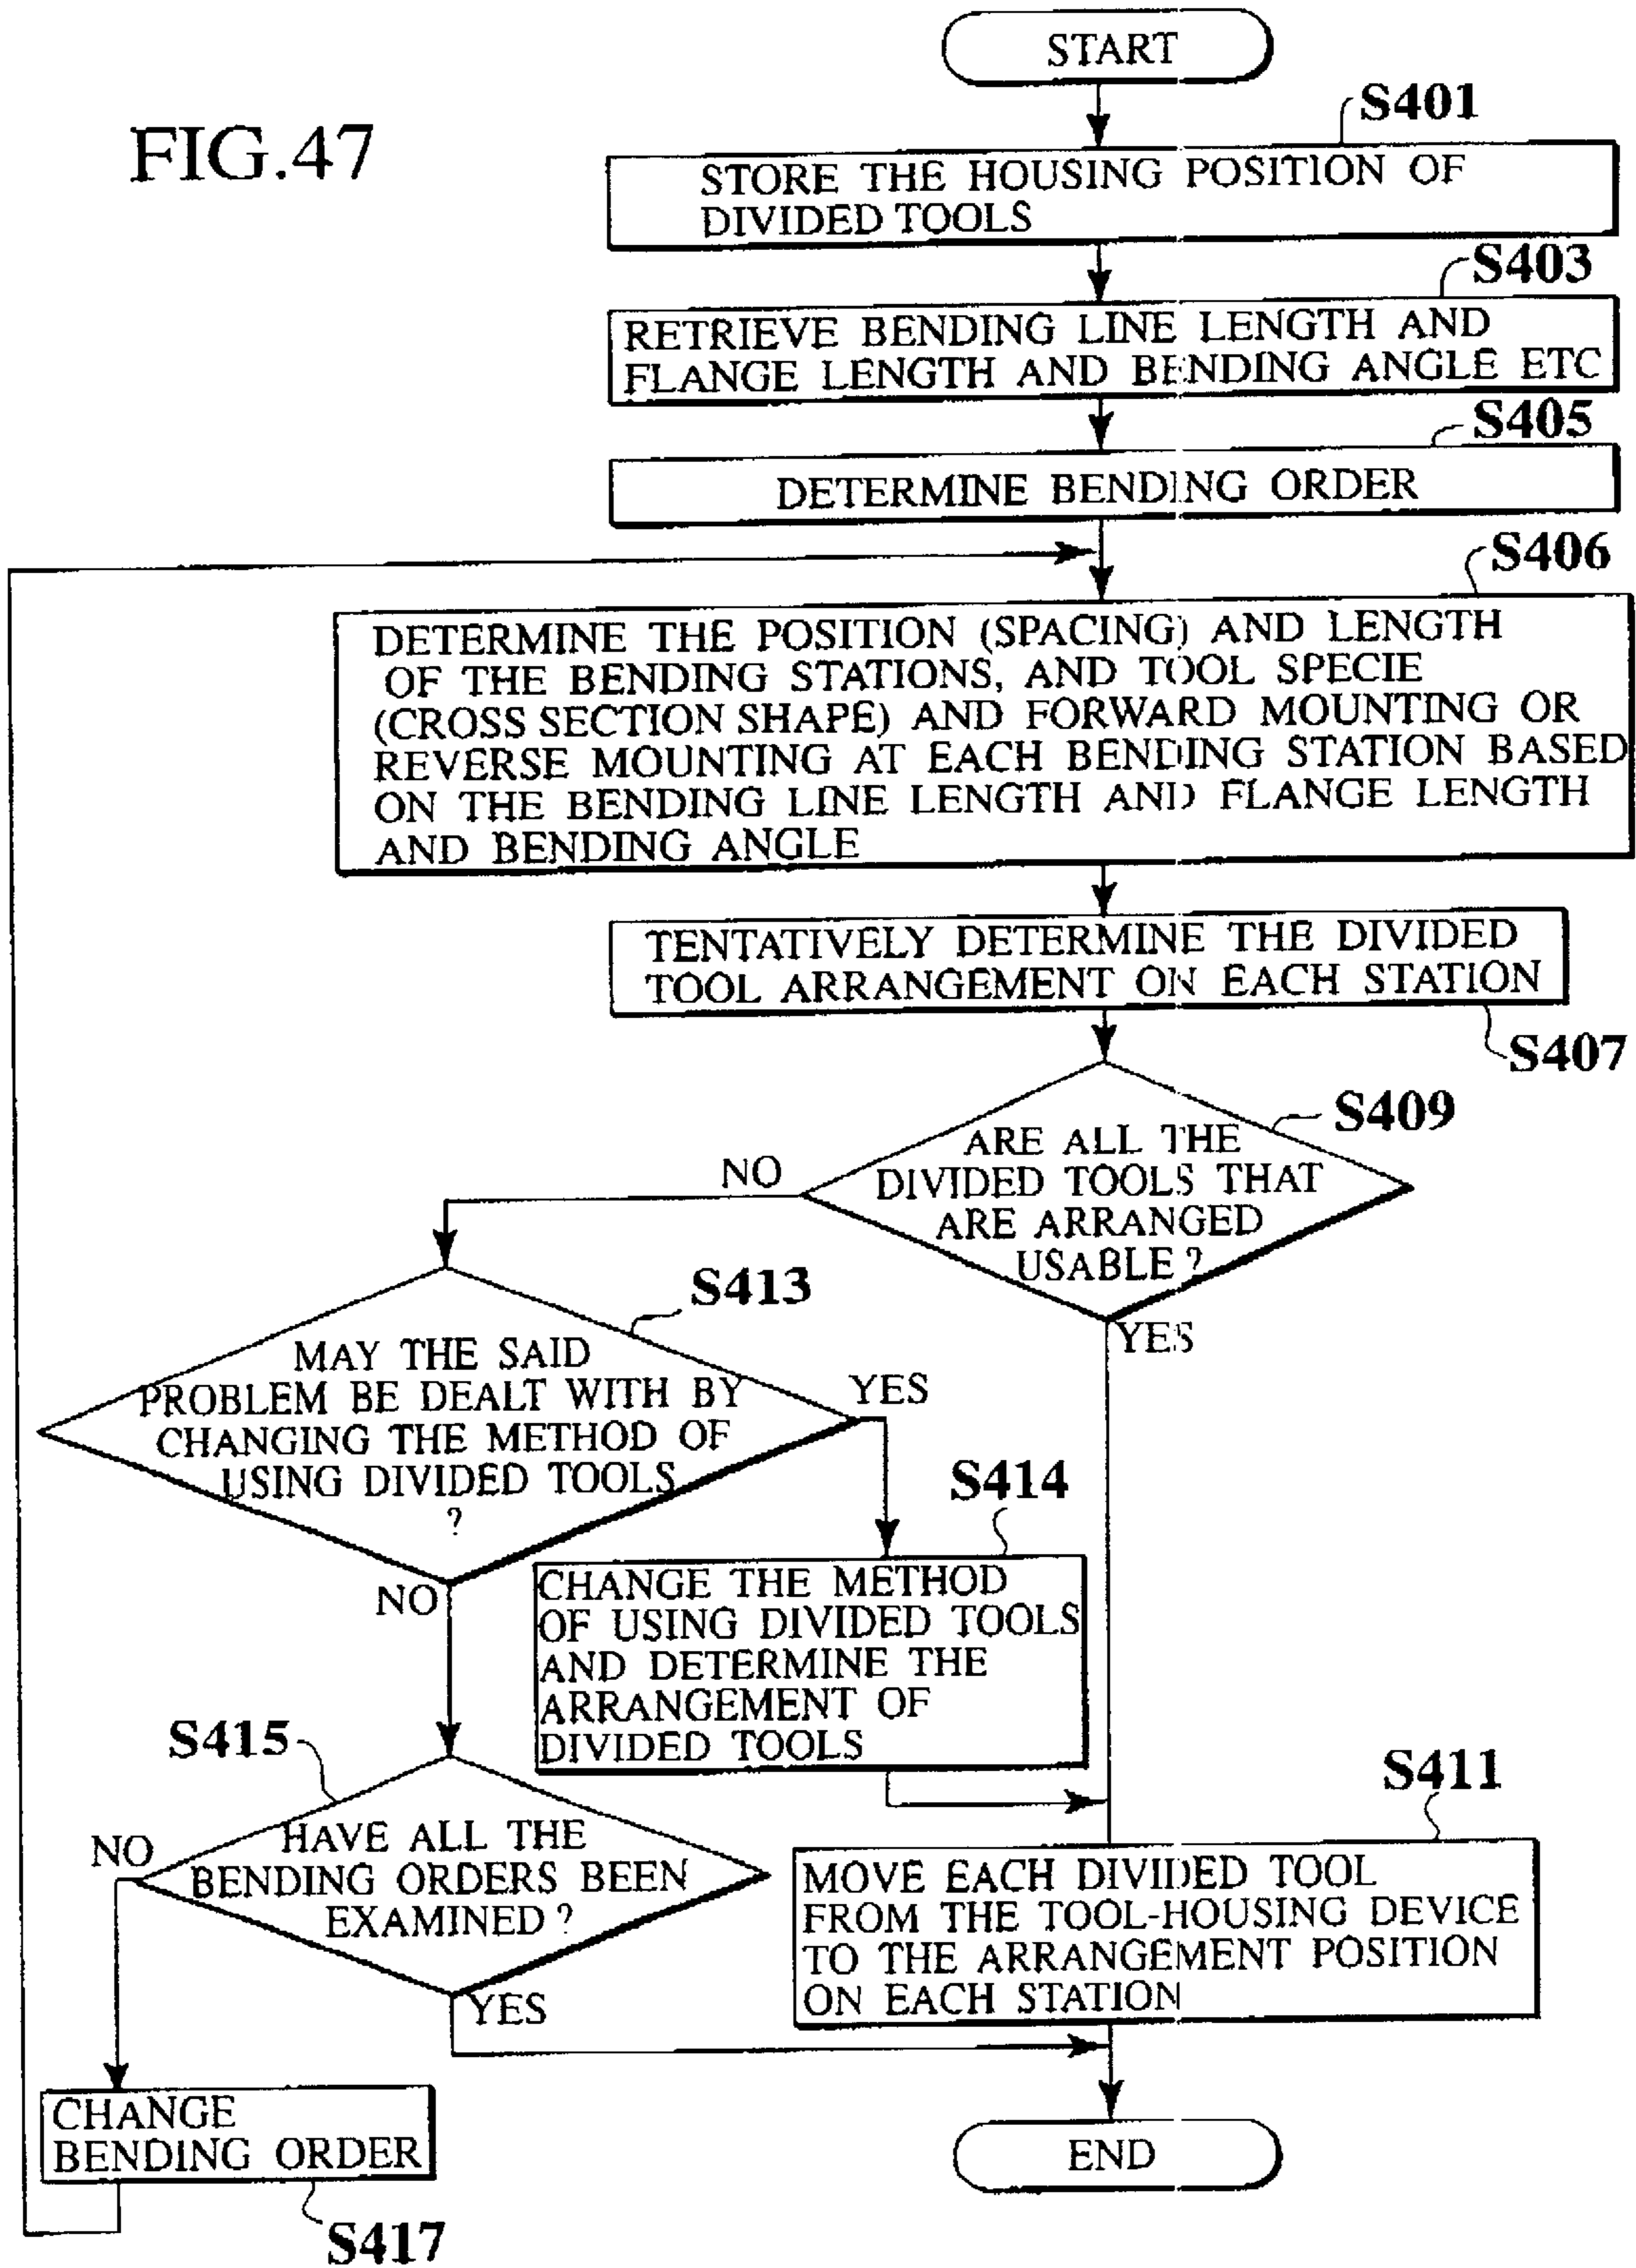 FIG.47
START
S401
STORE THE HOUSING POSITION OF
DIVIDED TOOLS
S403
RETRIEVE BENDING LINE LENGTH AND
FLANGE LENGTH AND BENDING ANGLE ETC
S405
DETERMINE BENDING ORDER
S406
DETERMINE THE POSITION (SPACING) AND LENGTH
OF THE BENDING STATIONS, AND TOOL SPECIE
(CROSS SECTION SHAPE) AND FORWARD MOUNTING OR
REVERSE MOUNTING AT EACH BENDING STATION BASED
ON THE BENDING LINE LENGTH AND FLANGE LENGTH
AND BENDING ANGLE
TENTATIVELY DETERMINE THE DIVIDED
TOOL ARRANGEMENT ON EACH STATION
S407
S409
ARE ALL THE
DIVIDED TOOLS THAT
ARE ARRANGED
USABLE ?
NO
YES
S413
MAY THE SAID
PROBLEM BE DEALT WITH BY
CHANGING THE METHOD OF
USING DIVIDED TOOLS
?
YES
NO
S414
CHANGE THE METHOD
OF USING DIVIDED TOOLS
AND DETERMINE THE
ARRANGEMENT OF
DIVIDED TOOLS
S415
HAVE ALL THE
BENDING ORDERS BEEN
EXAMINED ?
NO
YES
S411
MOVE EACH DIVIDED TOOL
FROM THE TOOL-HOUSING DEVICE
TO THE ARRANGEMENT POSITION
ON EACH STATION
CHANGE
BENDING ORDER
S417
END